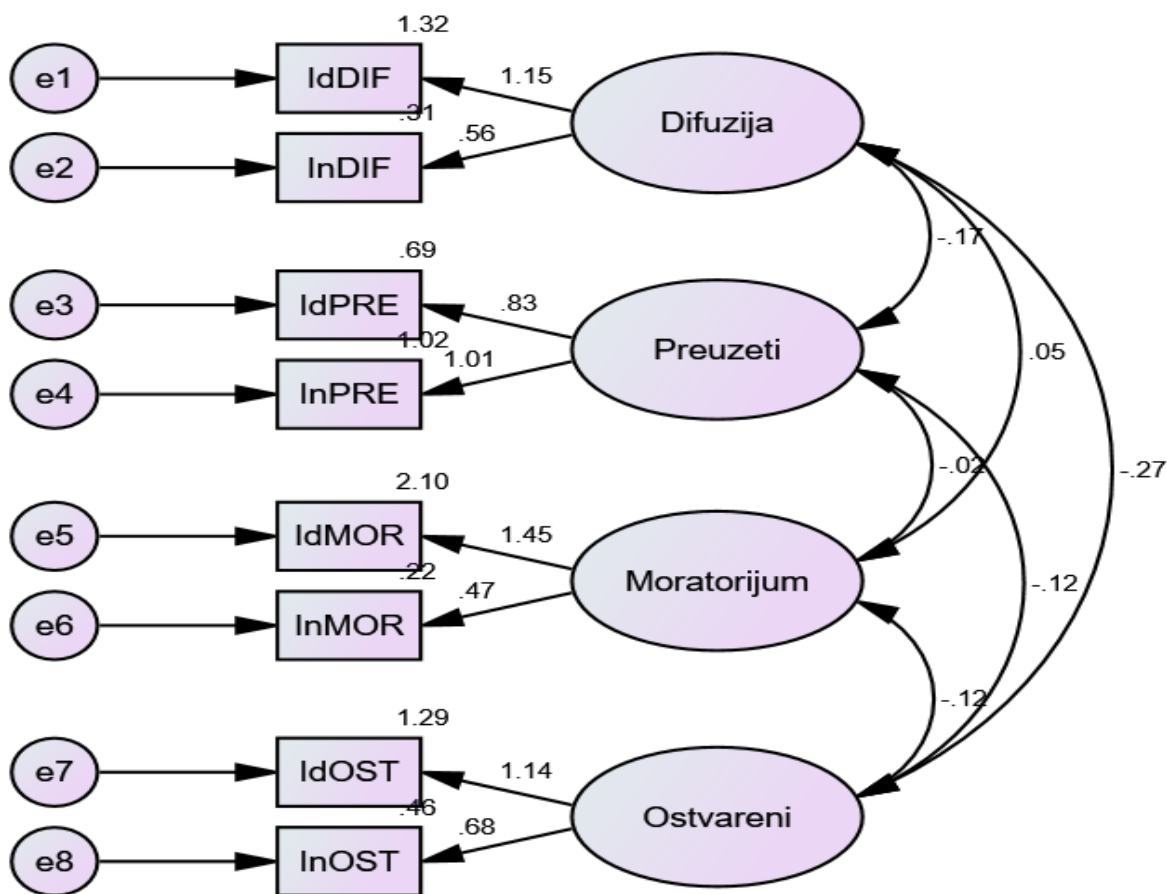 1.32
e1 IdDIF 1.15 Difuzija
.31
e2 InDIF .56
-.17
.69
e3 IdPRE .83 Preuzeti
1.02
e4 InPRE 1.01
.05
-.02
-.27
2.10
e5 IdMOR 1.45 Moratorijum
.22
e6 InMOR .47
-.12
-.12
1.29
e7 IdOST 1.14 Ostvareni
.46
e8 InOST .68